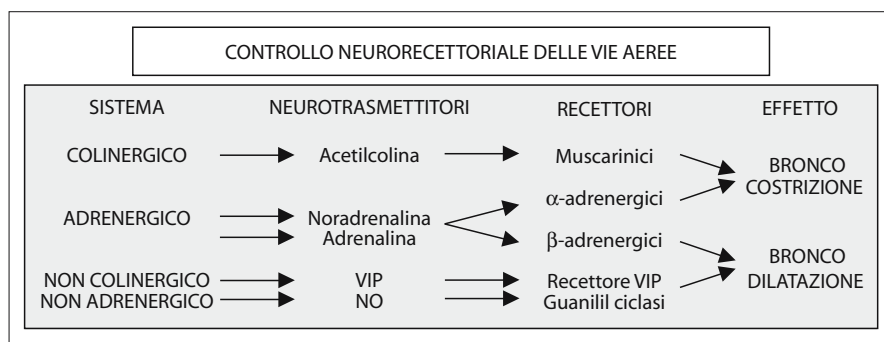 CONTROLLO NEURORECETTORIALE DELLE VIE AEREE
SISTEMA NEUROTRASMETTITORI RECETTORI EFFETTO
COLINERGICO Acetilcolina Muscarinici
BRONCO
COSTRIZIONE
α-adrenergici
ADRENERGICO Noradrenalina
Adrenalina
β-adrenergici
BRONCO
DILATAZIONE
NON COLINERGICO VIP Recettore VIP
NON ADRENERGICO NO Guanilil ciclasi